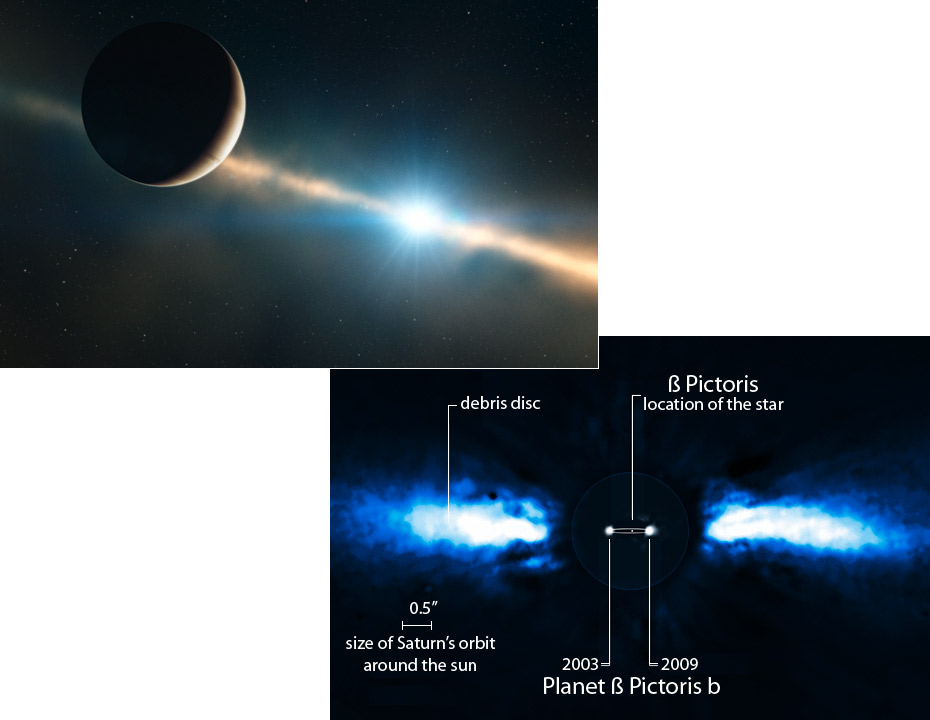 ß Pictoris
location of the star
debris disc
0.5″
size of Saturn's orbit
around the sun
2003
2009
Planet ß Pictoris b